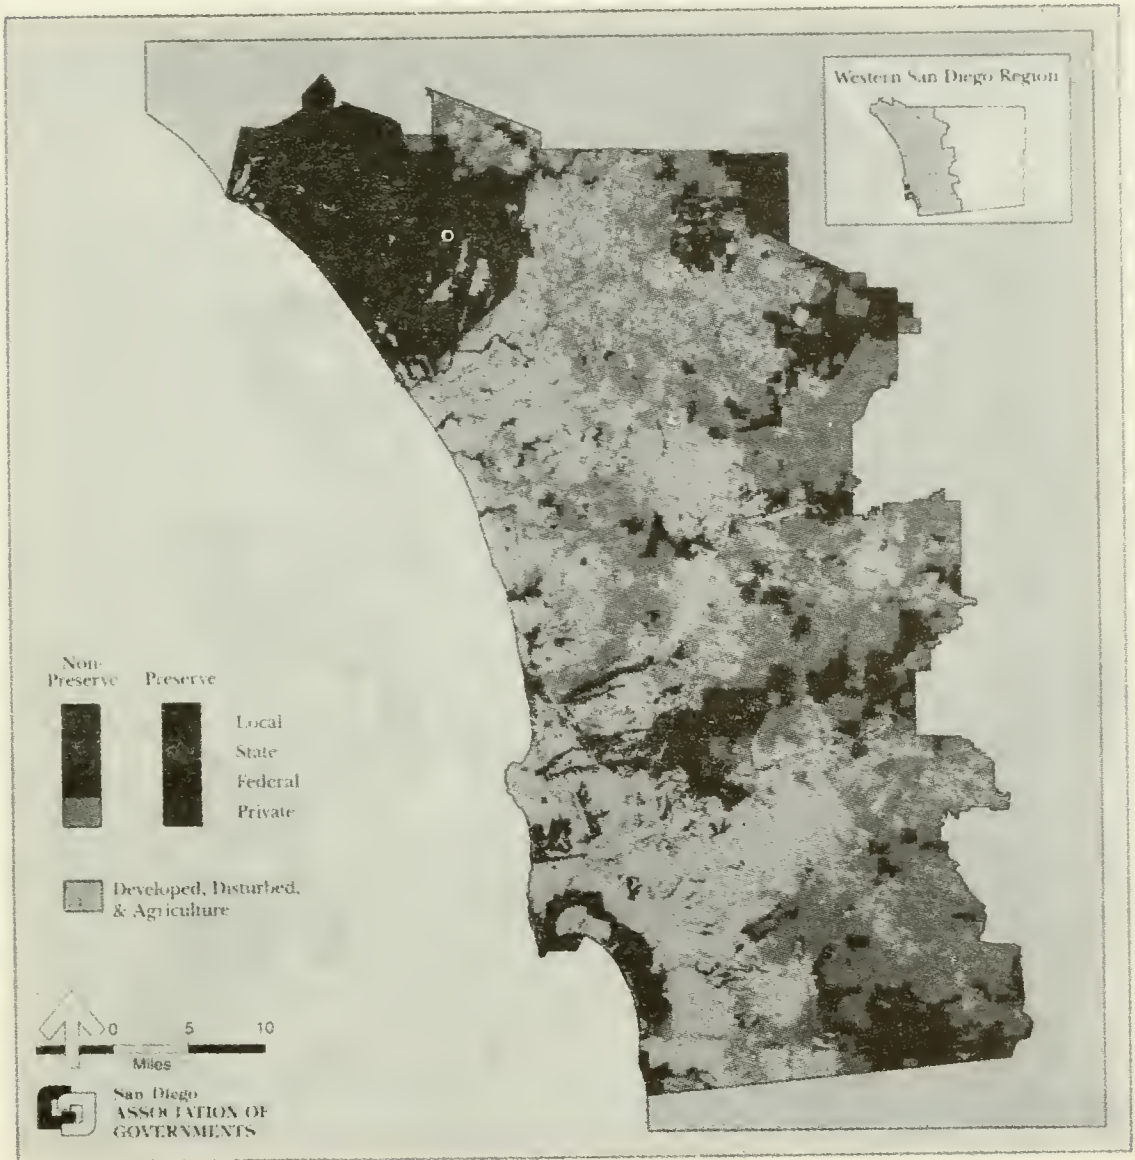 Western San Diego Region
Non-
Preserve Preserve
Local
State
Federal
Private
Developed, Disturbed,
& Agriculture
0 5 10
Miles
San Diego
ASSOCIATION OF
GOVERNMENTS